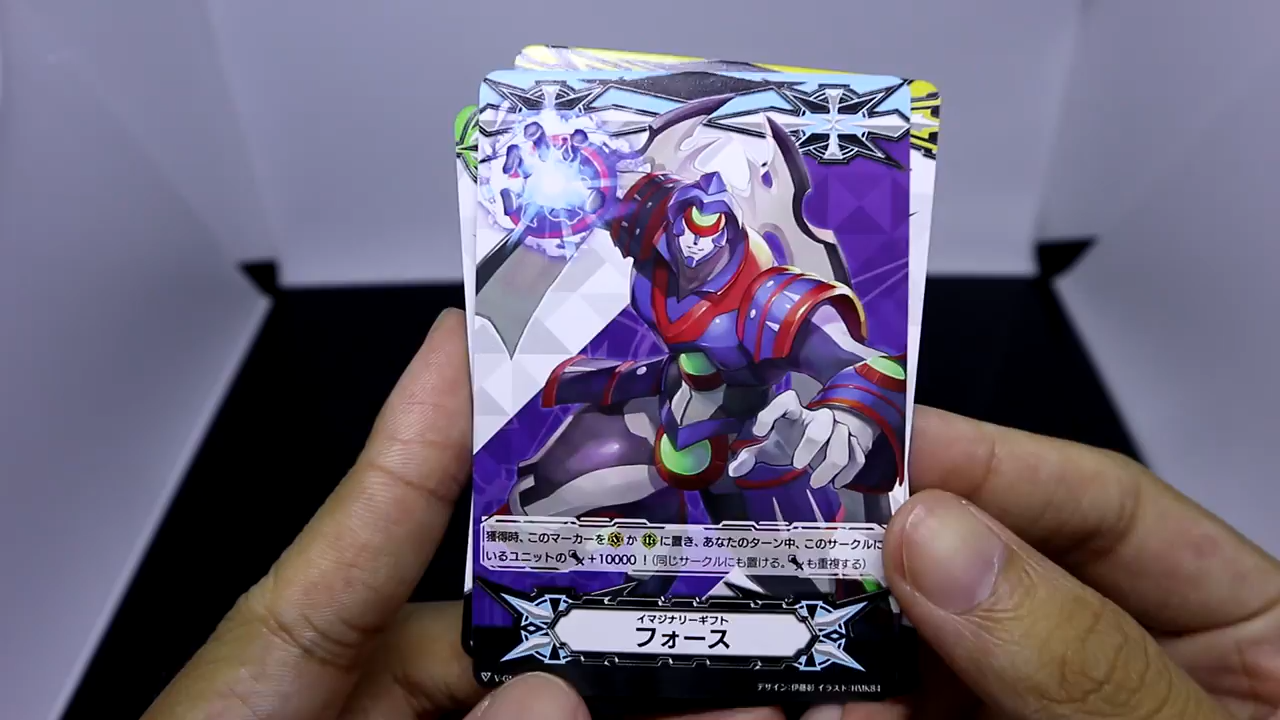 獲得時、このマーカーを Ⓥ か Ⓡ に置き、あなたのターン中、このサークルに
いるユニットの +10000！(同じサークルにも置ける。 も重複する)
イマジナリーギフト
フォース
V-G
デザイン:伊藤彰 イラスト:HMK84